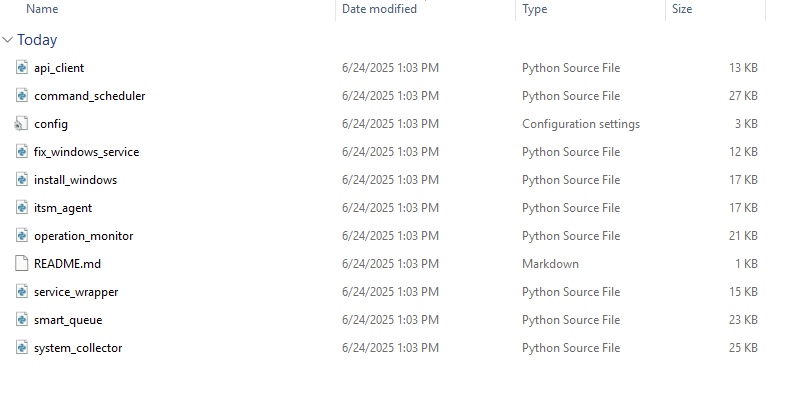 Name Date modified Type Size
Today
api_client 6/24/2025 1:03 PM Python Source File 13 KB
command_scheduler 6/24/2025 1:03 PM Python Source File 27 KB
config 6/24/2025 1:03 PM Configuration settings 3 KB
fix_windows_service 6/24/2025 1:03 PM Python Source File 12 KB
install_windows 6/24/2025 1:03 PM Python Source File 17 KB
itsm_agent 6/24/2025 1:03 PM Python Source File 17 KB
operation_monitor 6/24/2025 1:03 PM Python Source File 21 KB
README.md 6/24/2025 1:03 PM Markdown 1 KB
service_wrapper 6/24/2025 1:03 PM Python Source File 15 KB
smart_queue 6/24/2025 1:03 PM Python Source File 23 KB
system_collector 6/24/2025 1:03 PM Python Source File 25 KB